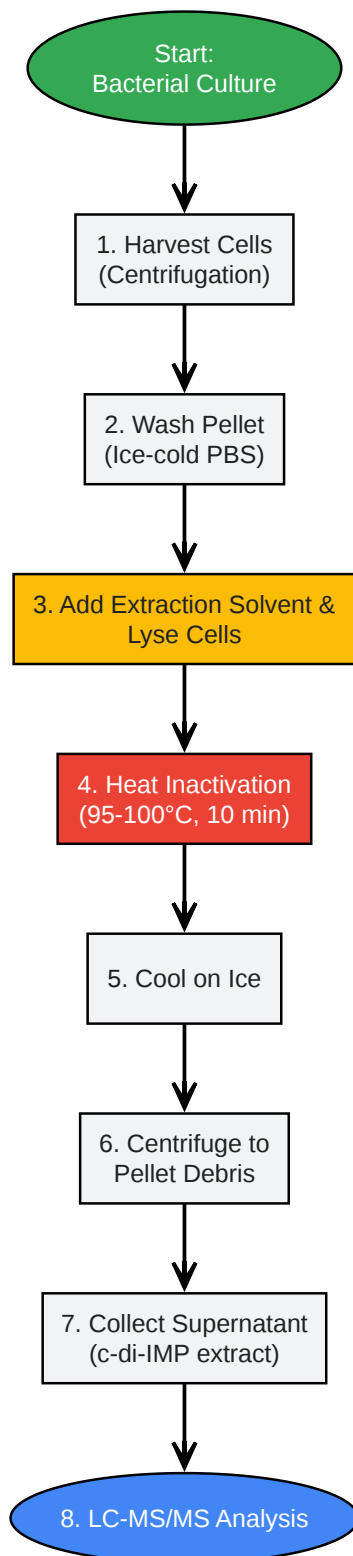 Start:
Bacterial Culture
1. Harvest Cells
(Centrifugation)
2. Wash Pellet
(Ice-cold PBS)
3. Add Extraction Solvent &
Lyse Cells
4. Heat Inactivation
(95-100°C, 10 min)
5. Cool on Ice
6. Centrifuge to
Pellet Debris
7. Collect Supernatant
(c-di-IMP extract)
8. LC-MS/MS Analysis